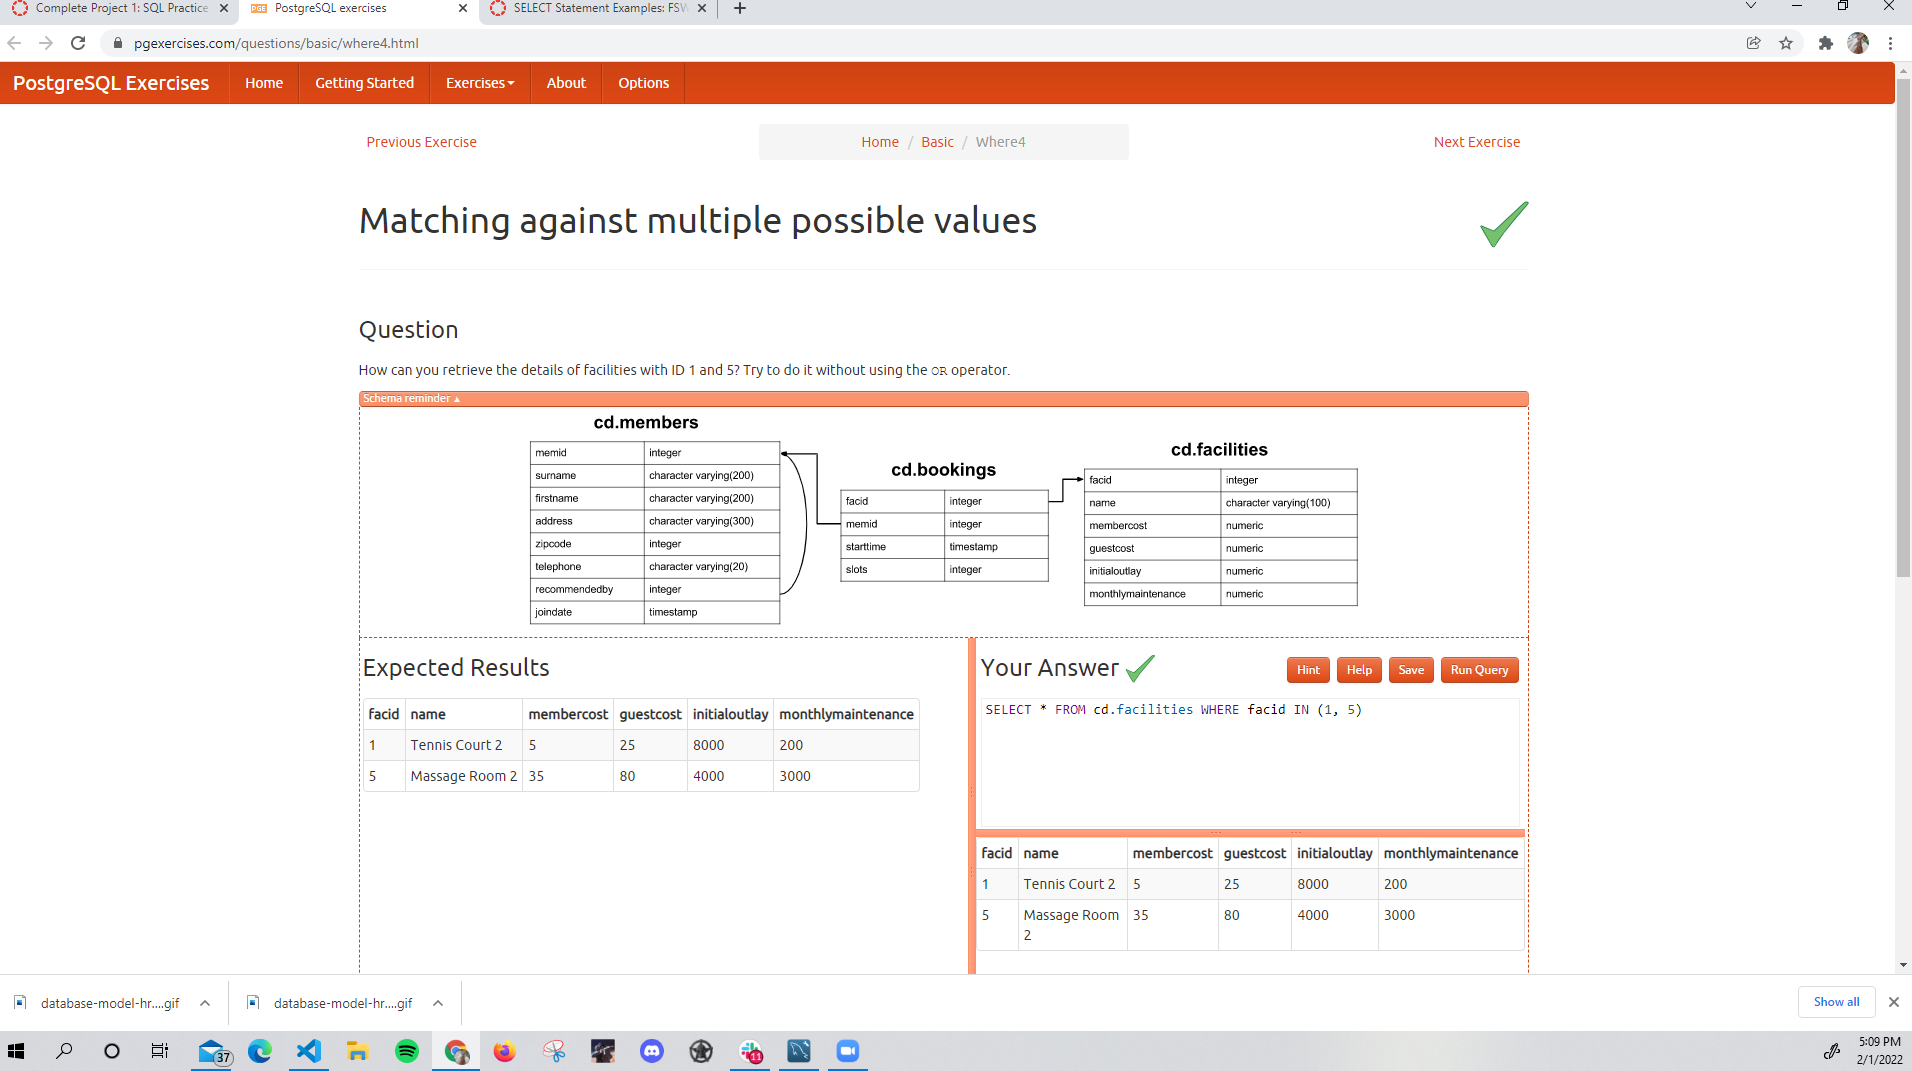 Complete Project 1: SQL Practice
PostgreSQL exercises
SELECT Statement Examples: FSW
pgexercises.com/questions/basic/where4.html
PostgreSQL Exercises Home Getting Started Exercises About Options
Previous Exercise Home / Basic / Where4 Next Exercise
Matching against multiple possible values
Question
How can you retrieve the details of facilities with ID 1 and 5? Try to do it without using the OR operator.
Schema reminder ▲
cd.members
memid integer
surname character varying(200)
firstname character varying(200)
address character varying(300)
zipcode integer
telephone character varying(20)
recommendedby integer
joindate timestamp
cd.bookings
facid integer
memid integer
starttime timestamp
slots integer
cd.facilities
facid integer
name character varying(100)
membercost numeric
guestcost numeric
initialoutlay numeric
monthlymaintenance numeric
Expected Results
facid name membercost guestcost initialoutlay monthlymaintenance
1 Tennis Court 2 5 25 8000 200
5 Massage Room 2 35 80 4000 3000
Your Answer Hint Help Save Run Query
SELECT * FROM cd.facilities WHERE facid IN (1, 5)
facid name membercost guestcost initialoutlay monthlymaintenance
1 Tennis Court 2 5 25 8000 200
5 Massage Room 2 35 80 4000 3000
database-model-hr....gif
database-model-hr....gif
Show all
37
11
5:09 PM
2/1/2022